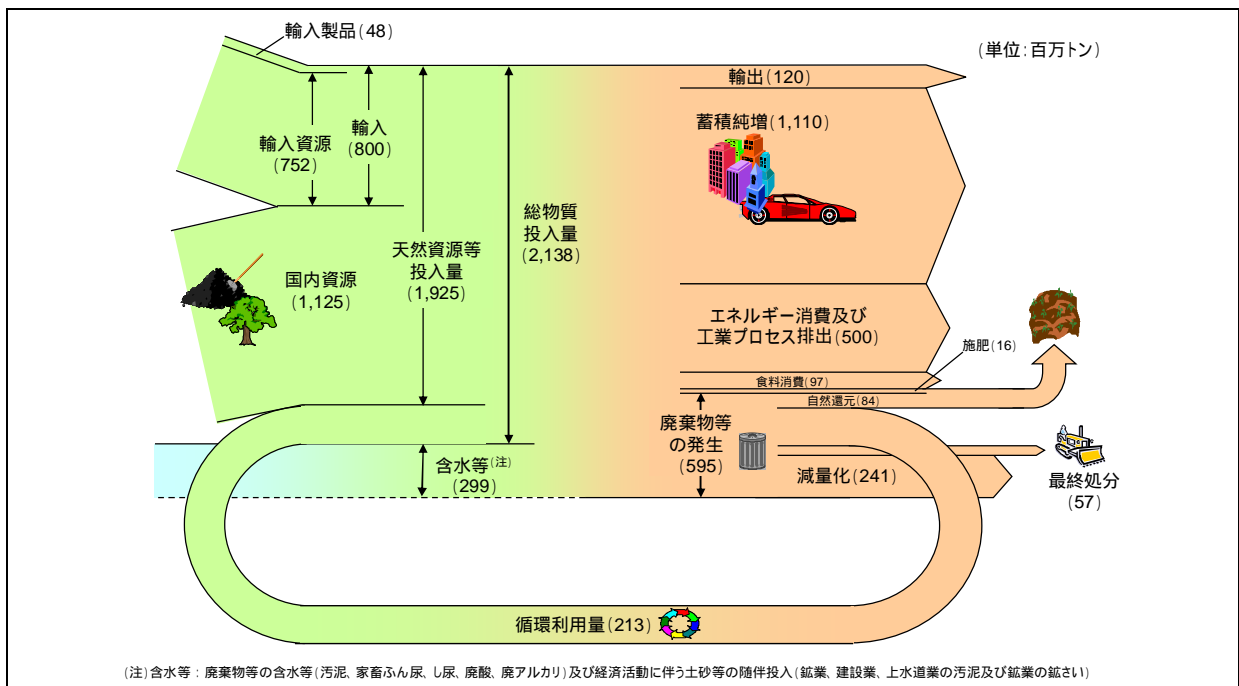 輸入製品(48)
(単位:百万トン)
輸出(120)
蓄積純増(1,110)
輸入資源
(752)
輸入
(800)
総物質
投入量
(2,138)
天然資源等
投入量
(1,925)
国内資源
(1,125)
エネルギー消費及び
工業プロセス排出(500)
施肥(16)
食料消費(97)
自然還元(84)
廃棄物等
の発生
(595)
含水等(注)
(299)
減量化(241)
最終処分
(57)
循環利用量(213)
(注)含水等:廃棄物等の含水等(汚泥、家畜ふん尿、し尿、廃酸、廃アルカリ)及び経済活動に伴う土砂等の随伴投入(鉱業、建設業、上水道業の汚泥及び鉱業の鉱さい)